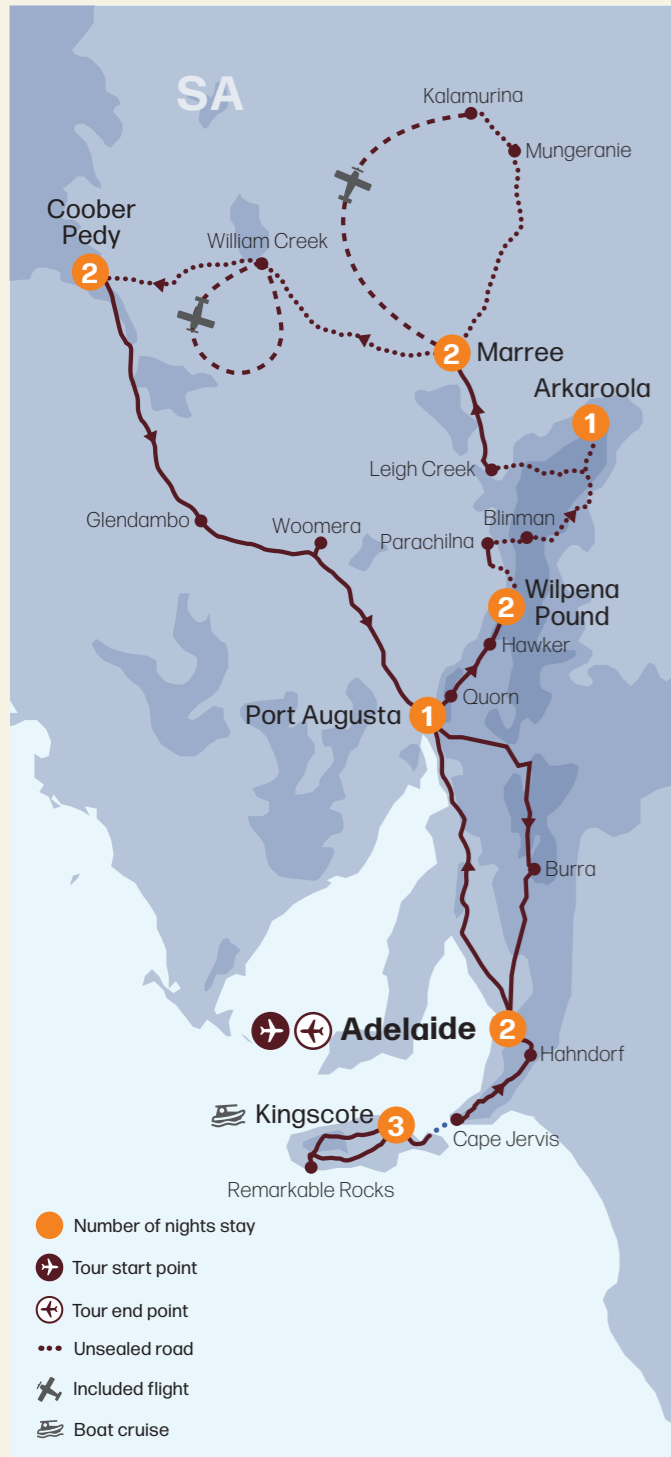 SA
Kalamurina
Mungeranie
Coober
Pedy
2
William Creek
2
Marree
Arkaroola
1
Leigh Creek
Glendambo
Woomera
Blinman
Parachilna
2
Wilpena
Pound
Hawker
Quorn
Port Augusta
1
Burra
Adelaide
2
Hahndorf
Kingscote
3
Cape Jervis
Remarkable Rocks
Number of nights stay
Tour start point
Tour end point
Unsealed road
Included flight
Boat cruise